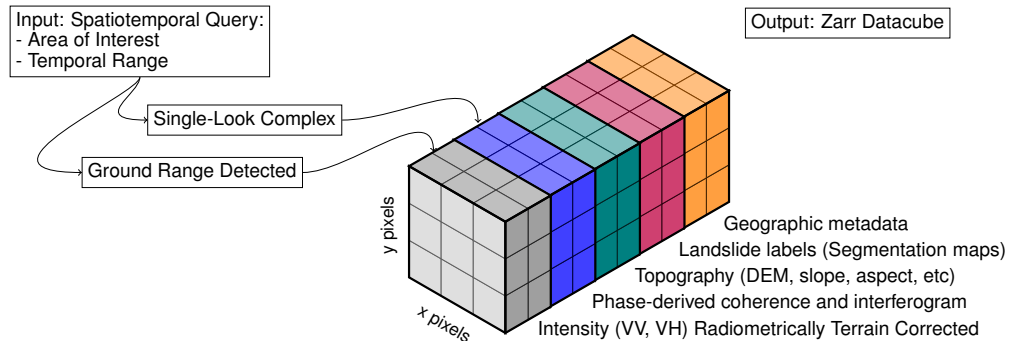 Input: Spatiotemporal Query:
- Area of Interest
- Temporal Range
Output: Zarr Datacube
Single-Look Complex
Ground Range Detected
y pixels
x pixels
Geographic metadata
Landslide labels (Segmentation maps)
Topography (DEM, slope, aspect, etc)
Phase-derived coherence and interferogram
Intensity (VV, VH) Radiometrically Terrain Corrected